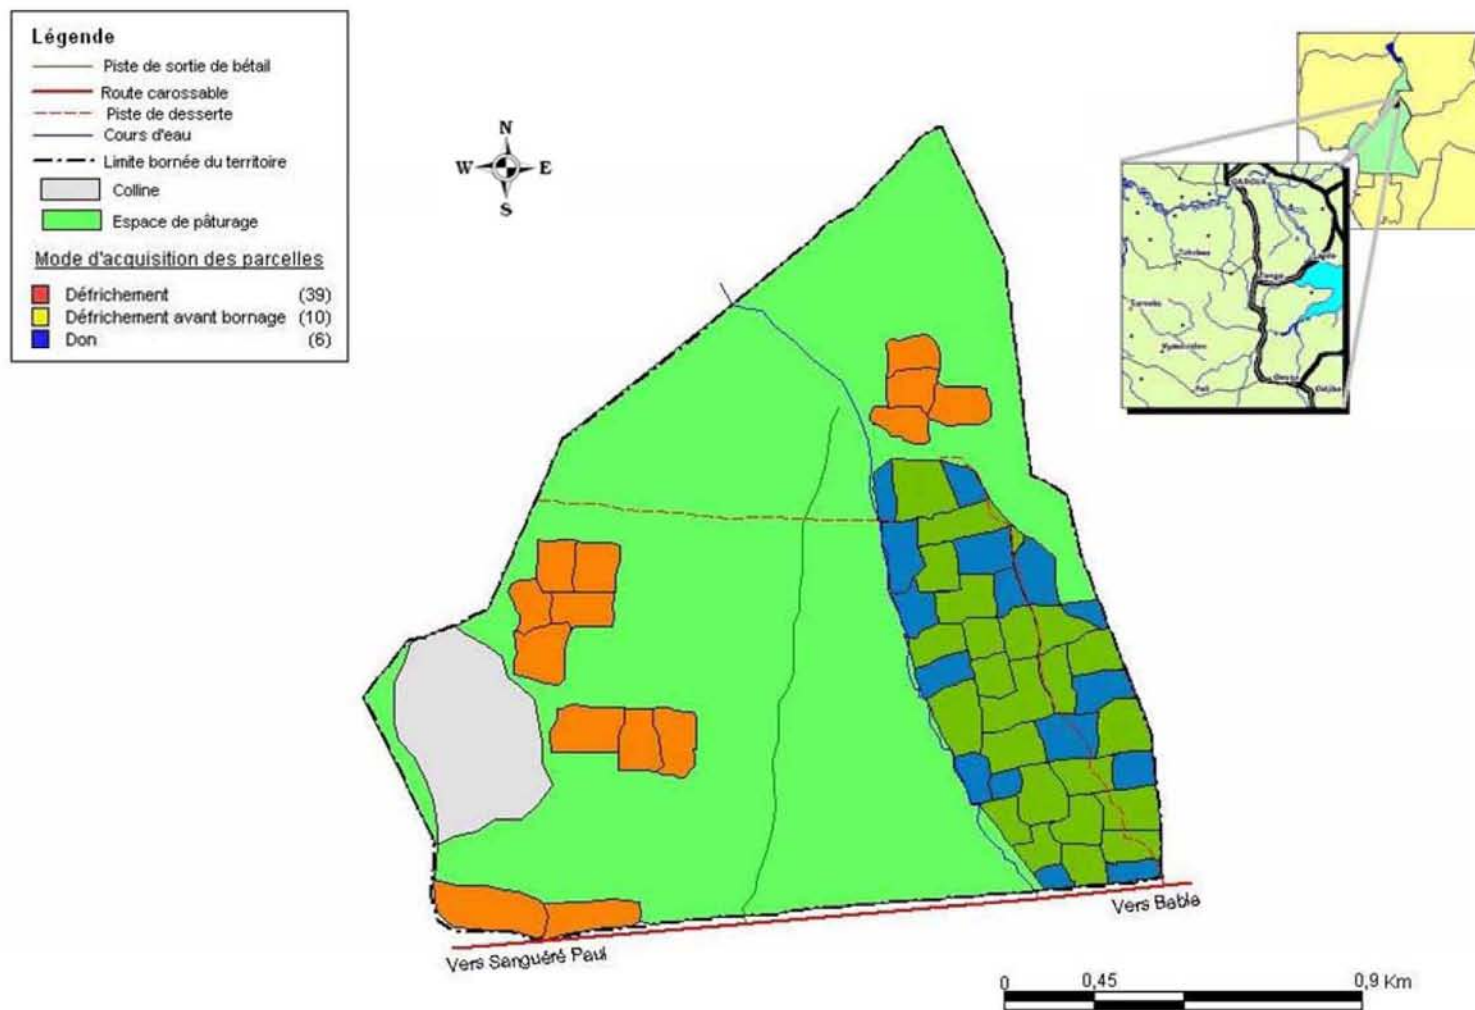 Légende
Piste de sortie de bétail
Route carossable
Piste de desserte
Cours d'eau
Limite bornée du territoire
Colline
Espace de pâturage
Mode d'acquisition des parcelles
Défrichement (39)
Défrichement avant bornage (10)
Don (6)
N
W E
S
GAROUA
Vers Babla
Vers Sanguéré Paul
0 0,45 0,9 Km